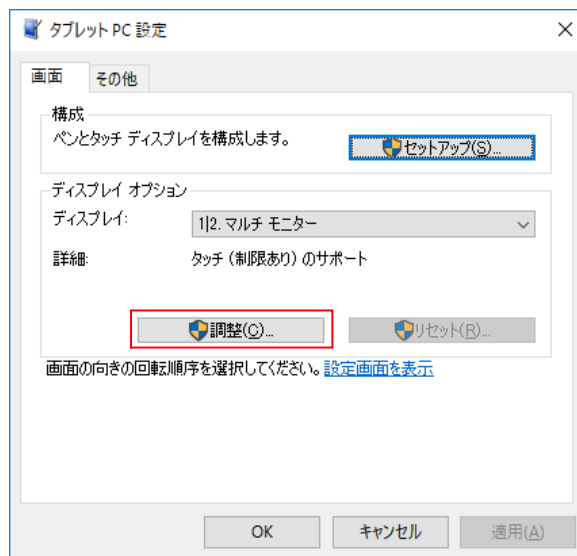 タブレット PC 設定
画面
その他
構成
ペンとタッチ ディスプレイを構成します。
セットアップ(S)...
ディスプレイ オプション
ディスプレイ:
1|2. マルチ モニター
詳細:
タッチ (制限あり) のサポート
調整(C)...
リセット(R)...
画面の向きの回転順序を選択してください。設定画面を表示
OK
キャンセル
適用(A)